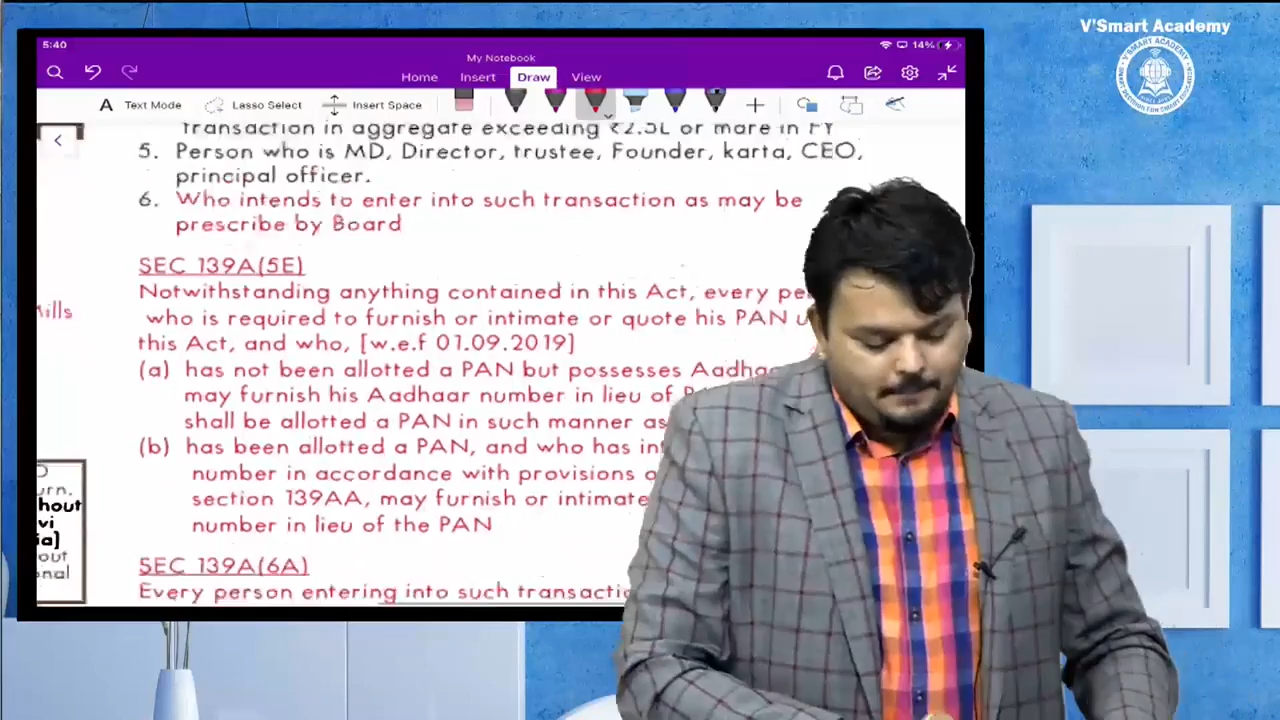 V'Smart Academy
5:40
14%
My Notebook
Home Insert Draw View
A Text Mode Lasso Select Insert Space
transaction in aggregate exceeding ₹2.5L or more in FY
5. Person who is MD, Director, trustee, Founder, karta, CEO,
principal officer.
6. Who intends to enter into such transaction as may be
prescribe by Board
SEC 139A(5E)
Notwithstanding anything contained in this Act, every
who is required to furnish or intimate or quote his PAN
this Act, and who, [w.e.f 01.09.2019]
(a) has not been allotted a PAN but possesses
may furnish his Aadhaar number in lieu of
shall be allotted a PAN in such manner as
(b) has been allotted a PAN, and who has
number in accordance with provisions
section 139AA, may furnish or intimate
number in lieu of the PAN
SEC 139A(6A)
Every person entering into such
hout
vi
out